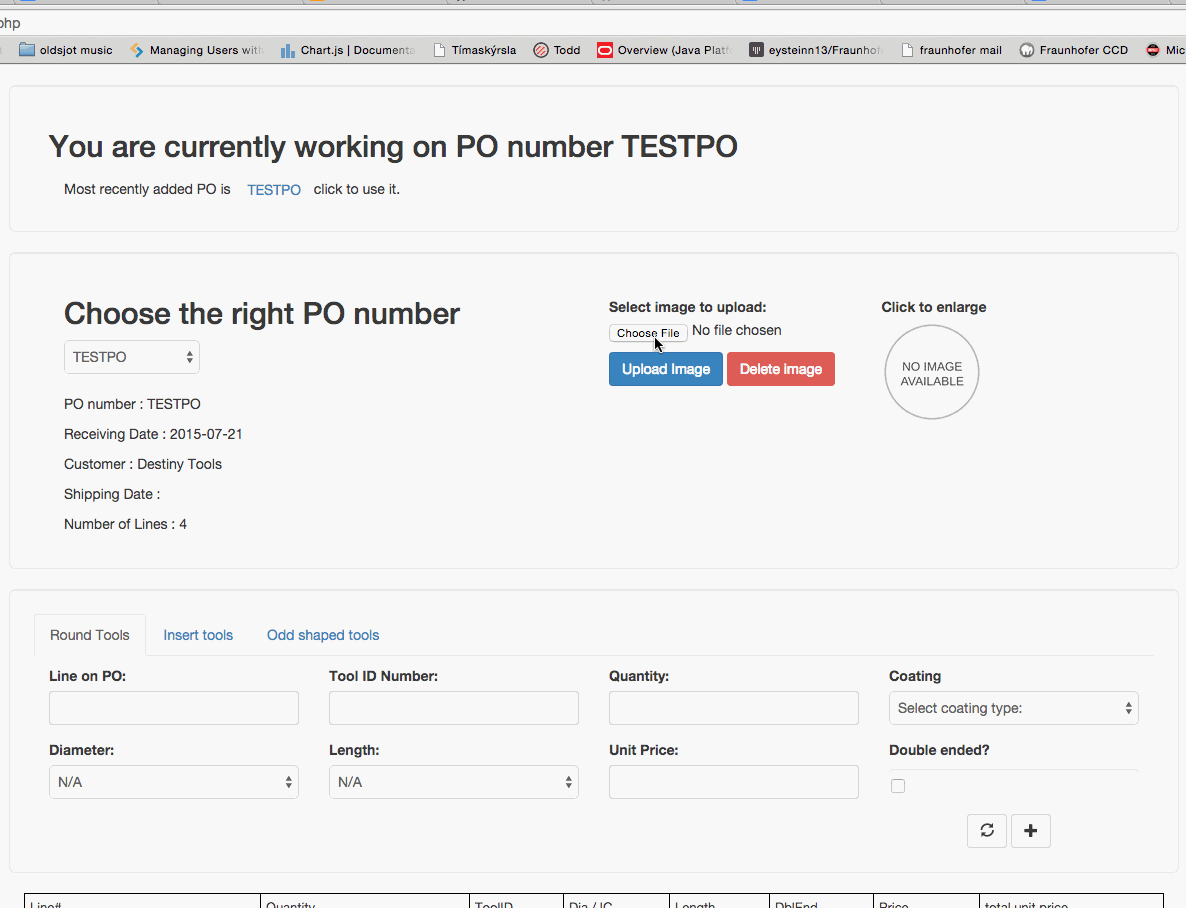 php
oldsjot music Managing Users with Chart.js | Documenta Tímaskýrsla Todd Overview (Java Platf eysteinn13/Fraunhof fraunhofer mail Fraunhofer CCD Mic
You are currently working on PO number TESTPO
Most recently added PO is TESTPO click to use it.
Choose the right PO number
TESTPO
PO number : TESTPO
Receiving Date : 2015-07-21
Customer : Destiny Tools
Shipping Date :
Number of Lines : 4
Select image to upload:
Choose File No file chosen
Upload Image Delete image
Click to enlarge
NO IMAGE
AVAILABLE
Round Tools Insert tools Odd shaped tools
Line on PO: Tool ID Number: Quantity: Coating
Select coating type:
Diameter: Length: Unit Price: Double ended?
N/A N/A
Line# Quantity ToolID Dia / IC Length DblEnd Price total unit price